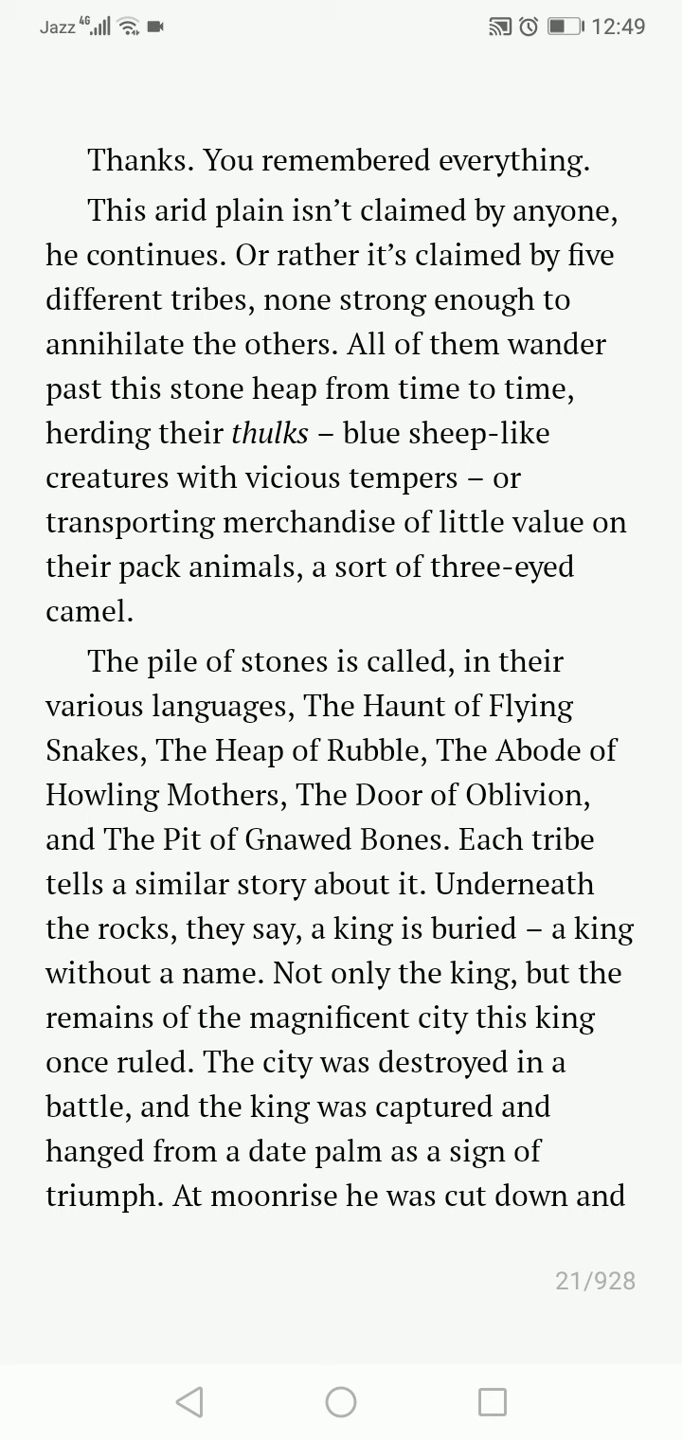 Jazz 4G 12:49
Thanks. You remembered everything.
This arid plain isn’t claimed by anyone,
he continues. Or rather it’s claimed by five
different tribes, none strong enough to
annihilate the others. All of them wander
past this stone heap from time to time,
herding their thulks – blue sheep-like
creatures with vicious tempers – or
transporting merchandise of little value on
their pack animals, a sort of three-eyed
camel.
The pile of stones is called, in their
various languages, The Haunt of Flying
Snakes, The Heap of Rubble, The Abode of
Howling Mothers, The Door of Oblivion,
and The Pit of Gnawed Bones. Each tribe
tells a similar story about it. Underneath
the rocks, they say, a king is buried – a king
without a name. Not only the king, but the
remains of the magnificent city this king
once ruled. The city was destroyed in a
battle, and the king was captured and
hanged from a date palm as a sign of
triumph. At moonrise he was cut down and
21/928